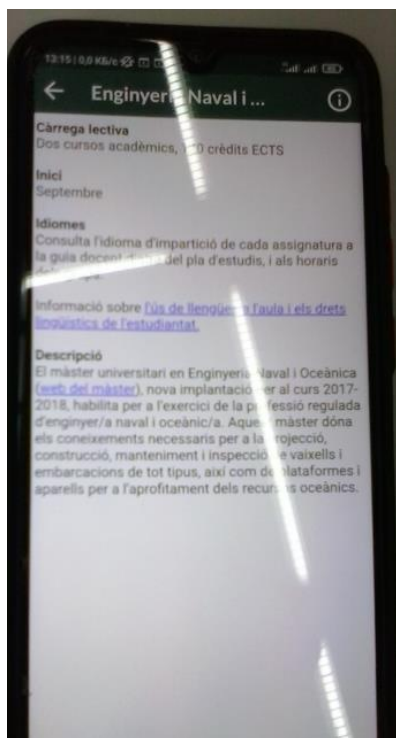 13:15 | 0,0 КБ/с
Enginyeria Naval i ...
Càrrega lectiva
Dos cursos acadèmics, crèdits ECTS
Inici
Septembre
Idiomes
Consulta l'idioma d'impartició de cada assignatura a
la guia docent del pla d'estudis, i als horaris
Informació sobre l'ús de llengües a l'aula i els drets
lingüístics de l'estudiantat.
Descripció
El màster universitari en Enginyeria Naval i Oceànica
(web del màster), nova implantació per al curs 2017-
2018, habilita per a l'exercici de la professió regulada
d'enginyer/a naval i oceànic/a. Aquest màster dóna
els coneixements necessaris per a la projecció,
construcció, manteniment i inspecció de vaixells i
embarcacions de tot tipus, així com de plataformes i
aparells per a l'aprofitament dels recursos oceànics.